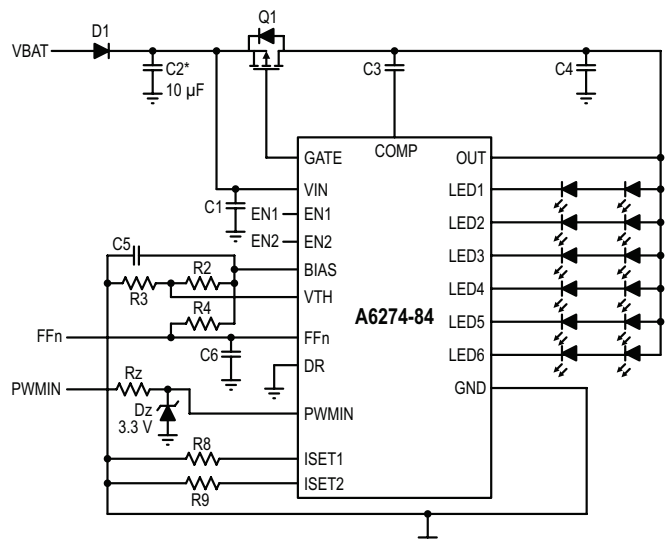 D1
Q1
VBAT
C2*
10 µF
C3
C4
GATE
COMP
OUT
VIN
LED1
C1
EN1
EN1
LED2
EN2
EN2
C5
LED3
R2
BIAS
R3
VTH
LED4
R4
A6274-84
LED5
FFn
FFn
C6
LED6
DR
GND
PWMIN
Rz
Dz
3.3 V
PWMIN
R8
ISET1
R9
ISET2